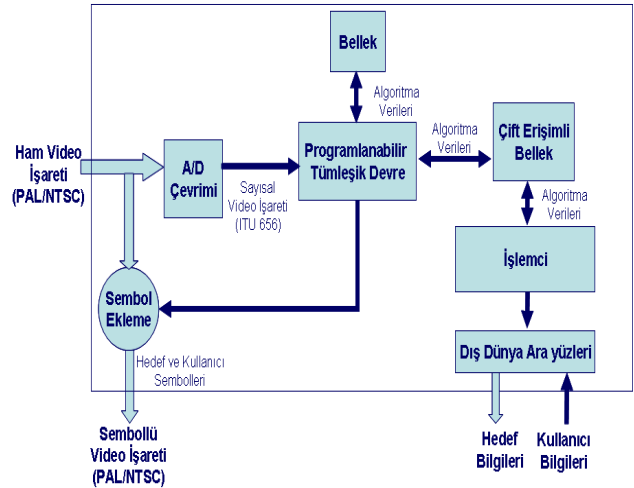 Bellek
Algoritma
Verileri
Ham Video
İşareti
(PAL/NTSC)
A/D
Çevrimi
Sayısal
Video İşareti
(ITU 656)
Programlanabilir
Tümleşik Devre
Algoritma
Verileri
Çift Erişimli
Bellek
Algoritma
Verileri
İşlemci
Sembol
Ekleme
Hedef ve Kullanıcı
Sembolleri
Dış Dünya Ara yüzleri
Sembollü
Video İşareti
(PAL/NTSC)
Hedef
Bilgileri
Kullanıcı
Bilgileri